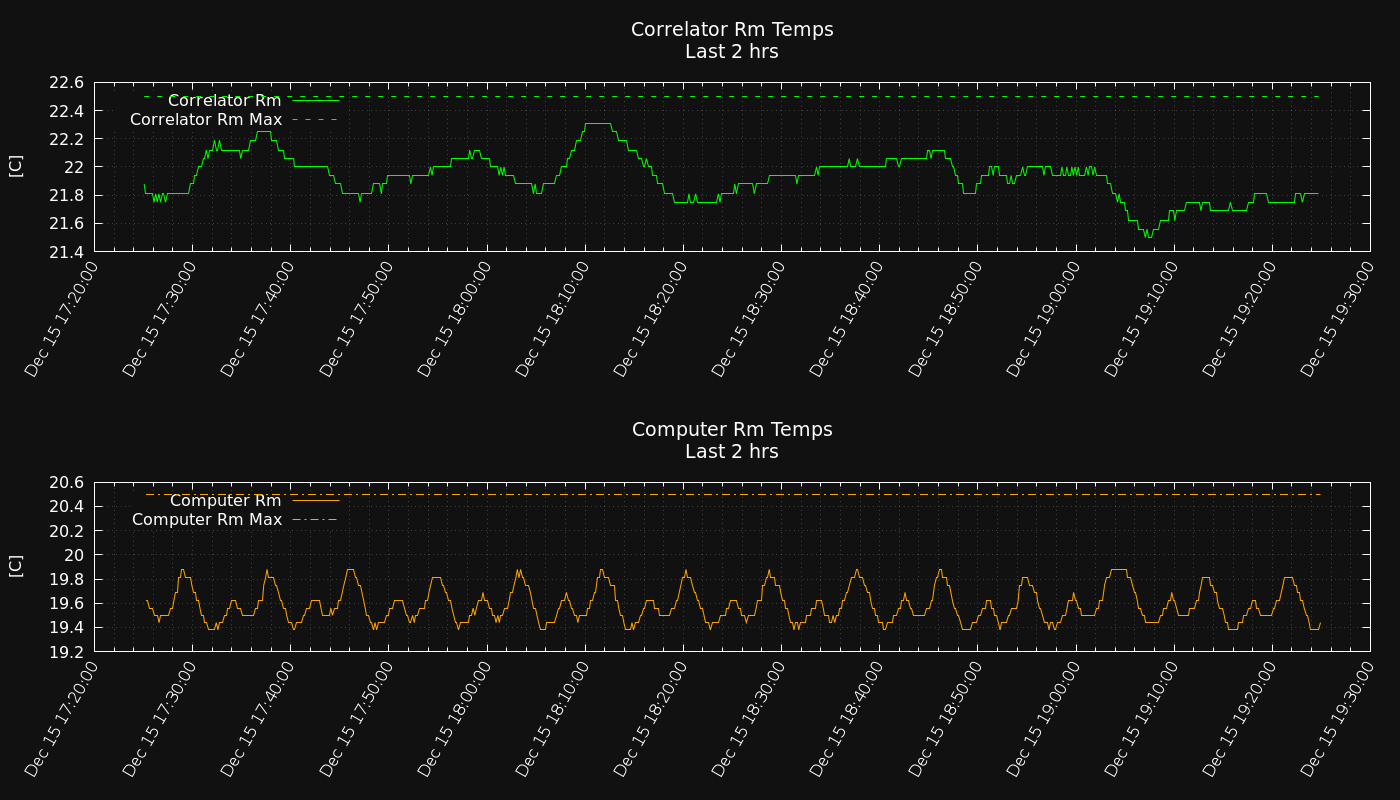 Correlator Rm Temps
Last 2 hrs
[C]
22.6
22.4
22.2
22
21.8
21.6
21.4
Correlator Rm
Correlator Rm Max
Dec 15 17:20:00
Dec 15 17:30:00
Dec 15 17:40:00
Dec 15 17:50:00
Dec 15 18:00:00
Dec 15 18:10:00
Dec 15 18:20:00
Dec 15 18:30:00
Dec 15 18:40:00
Dec 15 18:50:00
Dec 15 19:00:00
Dec 15 19:10:00
Dec 15 19:20:00
Dec 15 19:30:00
Computer Rm Temps
Last 2 hrs
[C]
20.6
20.4
20.2
20
19.8
19.6
19.4
19.2
Computer Rm
Computer Rm Max
Dec 15 17:20:00
Dec 15 17:30:00
Dec 15 17:40:00
Dec 15 17:50:00
Dec 15 18:00:00
Dec 15 18:10:00
Dec 15 18:20:00
Dec 15 18:30:00
Dec 15 18:40:00
Dec 15 18:50:00
Dec 15 19:00:00
Dec 15 19:10:00
Dec 15 19:20:00
Dec 15 19:30:00